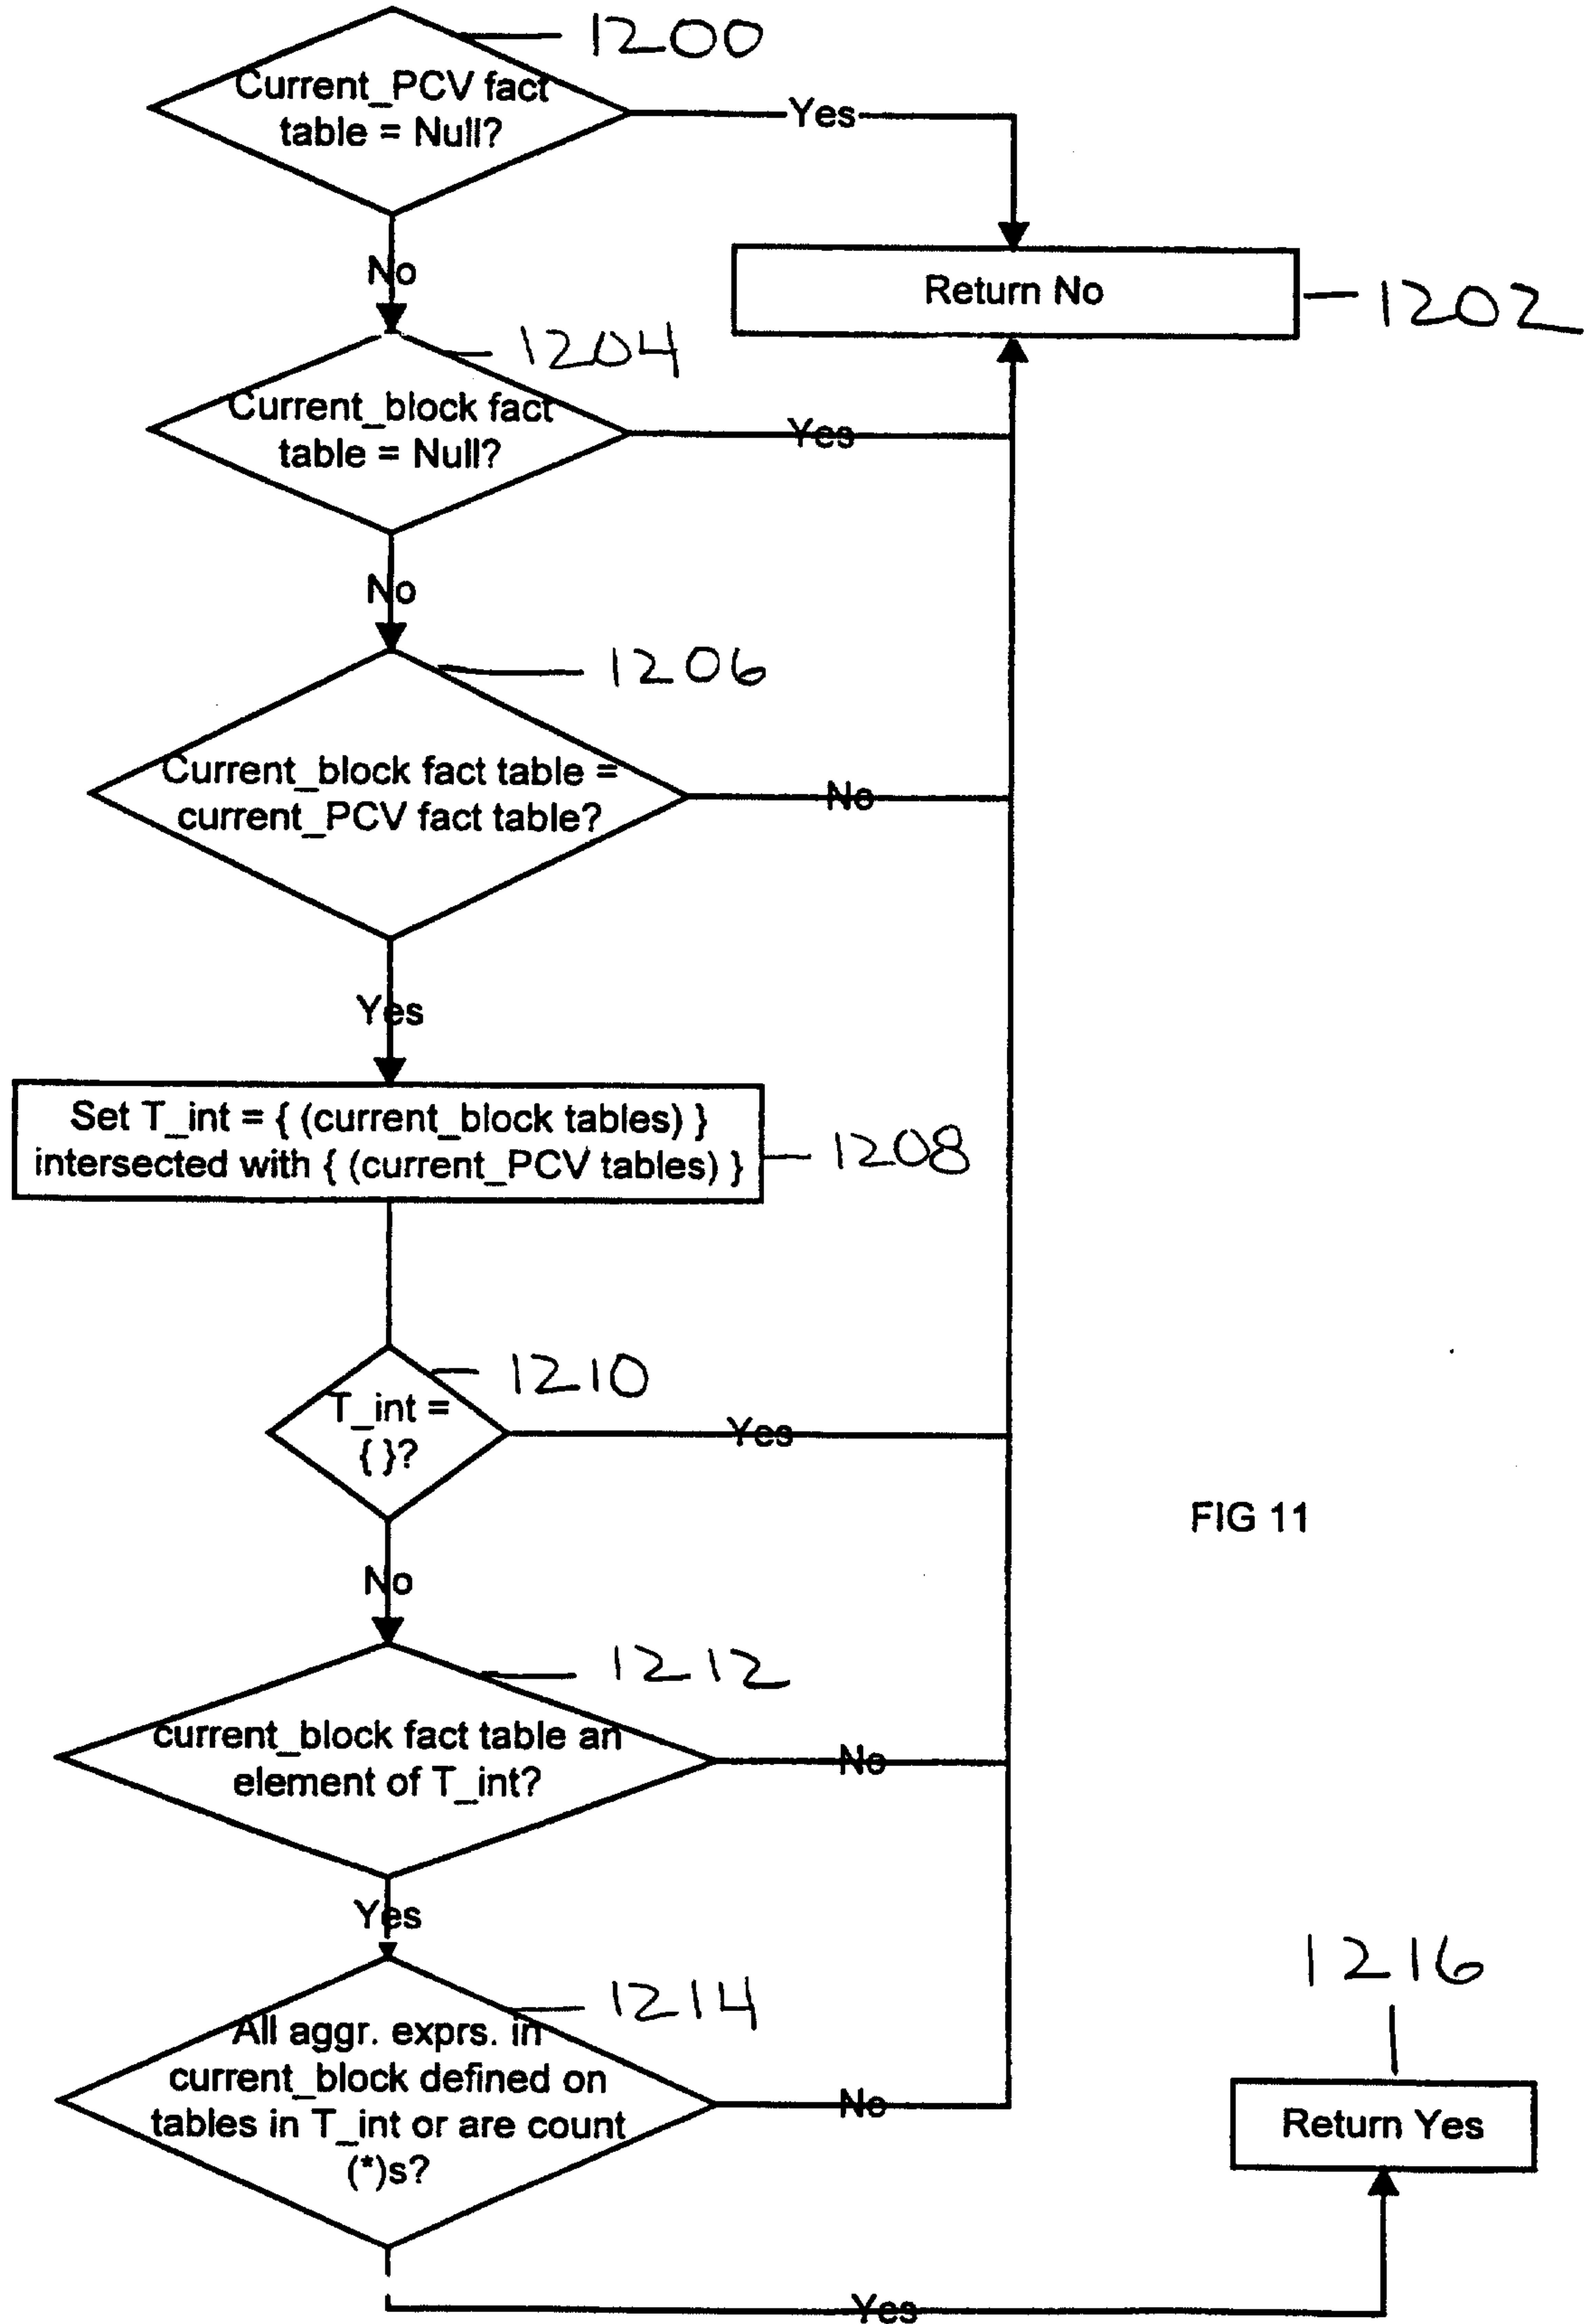 1200
Current_PCV fact
table = Null?
Yes
No
Return No
1202
1204
Current_block fact
table = Null?
Yes
No
1206
Current_block fact table =
current_PCV fact table?
No
Yes
Set T_int = { (current_block tables) }
intersected with { (current_PCV tables) }
1208
1210
T_int =
{ }?
Yes
FIG 11
No
1212
current_block fact table an
element of T_int?
No
Yes
1214
All aggr. exprs. in
current_block defined on
tables in T_int or are count
(*)s?
No
1216
Return Yes
Yes